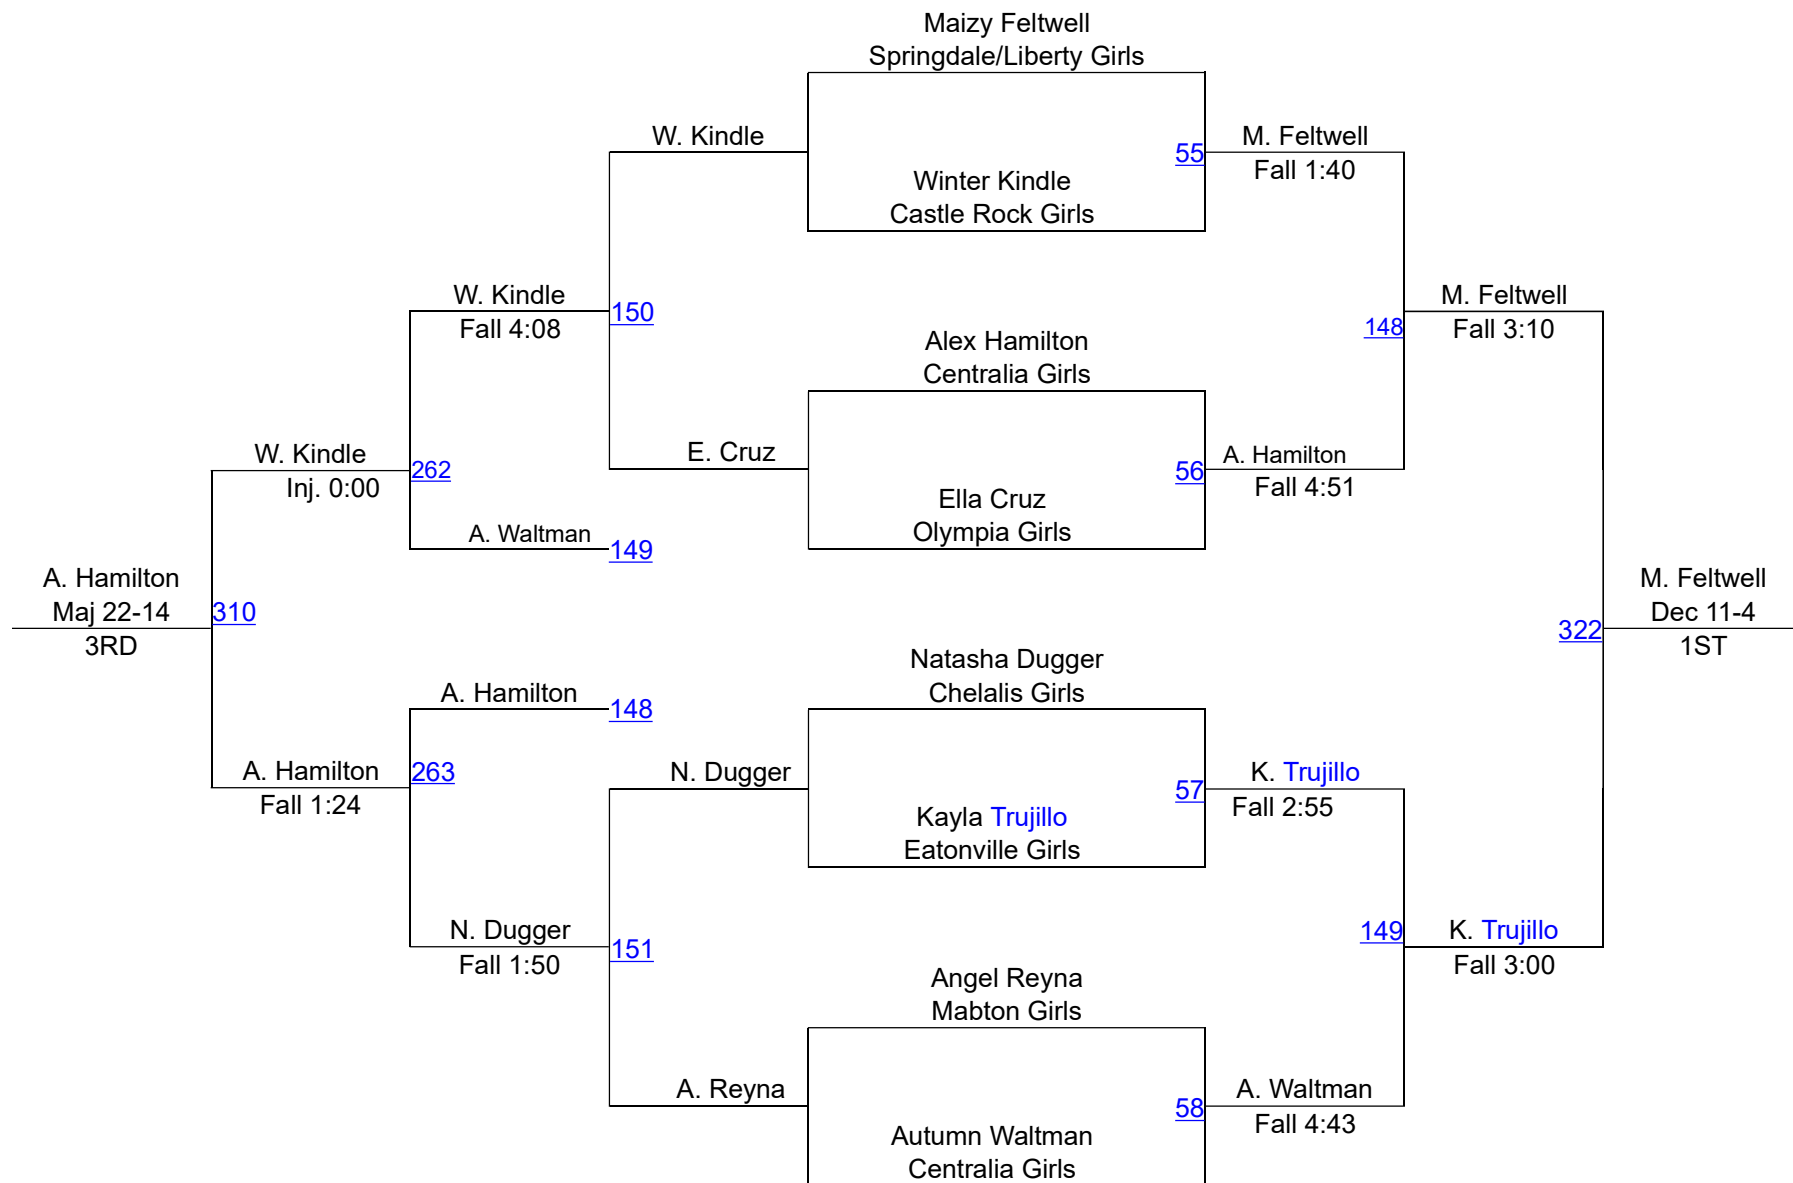 Maizy Feltwell
Springdale/Liberty Girls
W. Kindle
55
M. Feltwell
Fall 1:40
Winter Kindle
Castle Rock Girls
W. Kindle
Fall 4:08
150
148
M. Feltwell
Fall 3:10
Alex Hamilton
Centralia Girls
W. Kindle
Inj. 0:00
262
E. Cruz
56
A. Hamilton
Fall 4:51
Ella Cruz
Olympia Girls
A. Waltman
149
A. Hamilton
Maj 22-14
3RD
310
322
M. Feltwell
Dec 11-4
1ST
Natasha Dugger
Chelalis Girls
A. Hamilton
148
A. Hamilton
Fall 1:24
263
N. Dugger
57
K. Trujillo
Fall 2:55
Kayla Trujillo
Eatonville Girls
N. Dugger
Fall 1:50
151
149
K. Trujillo
Fall 3:00
Angel Reyna
Mabton Girls
A. Reyna
58
A. Waltman
Fall 4:43
Autumn Waltman
Centralia Girls